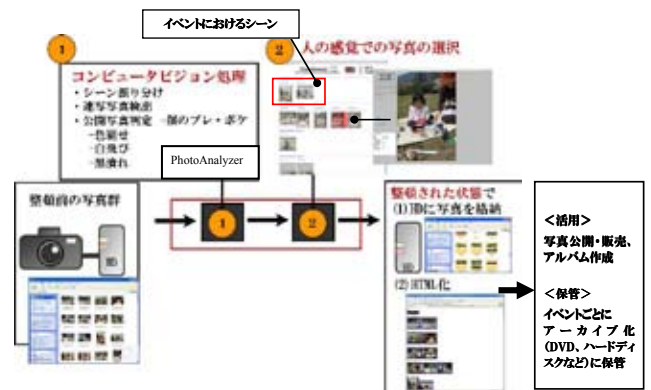 イベントにおけるシーン
1
コンピュータビジョン処理
・シーン振り分け
・連写写真検出
・公開写真判定 -顔のブレ・ボケ
-色褪せ
-白飛び
-黒潰れ
PhotoAnalyzer
2 人の感覚での写真の選択
整頓前の写真群
HD
1
2
整頓された状態で
(1)HDに写真を格納
HD
(2)HTML化
<活用>
写真公開・販売、
アルバム作成
<保管>
イベントごとに
アーカイブ化
(DVD、ハードディ
スクなど)に保管